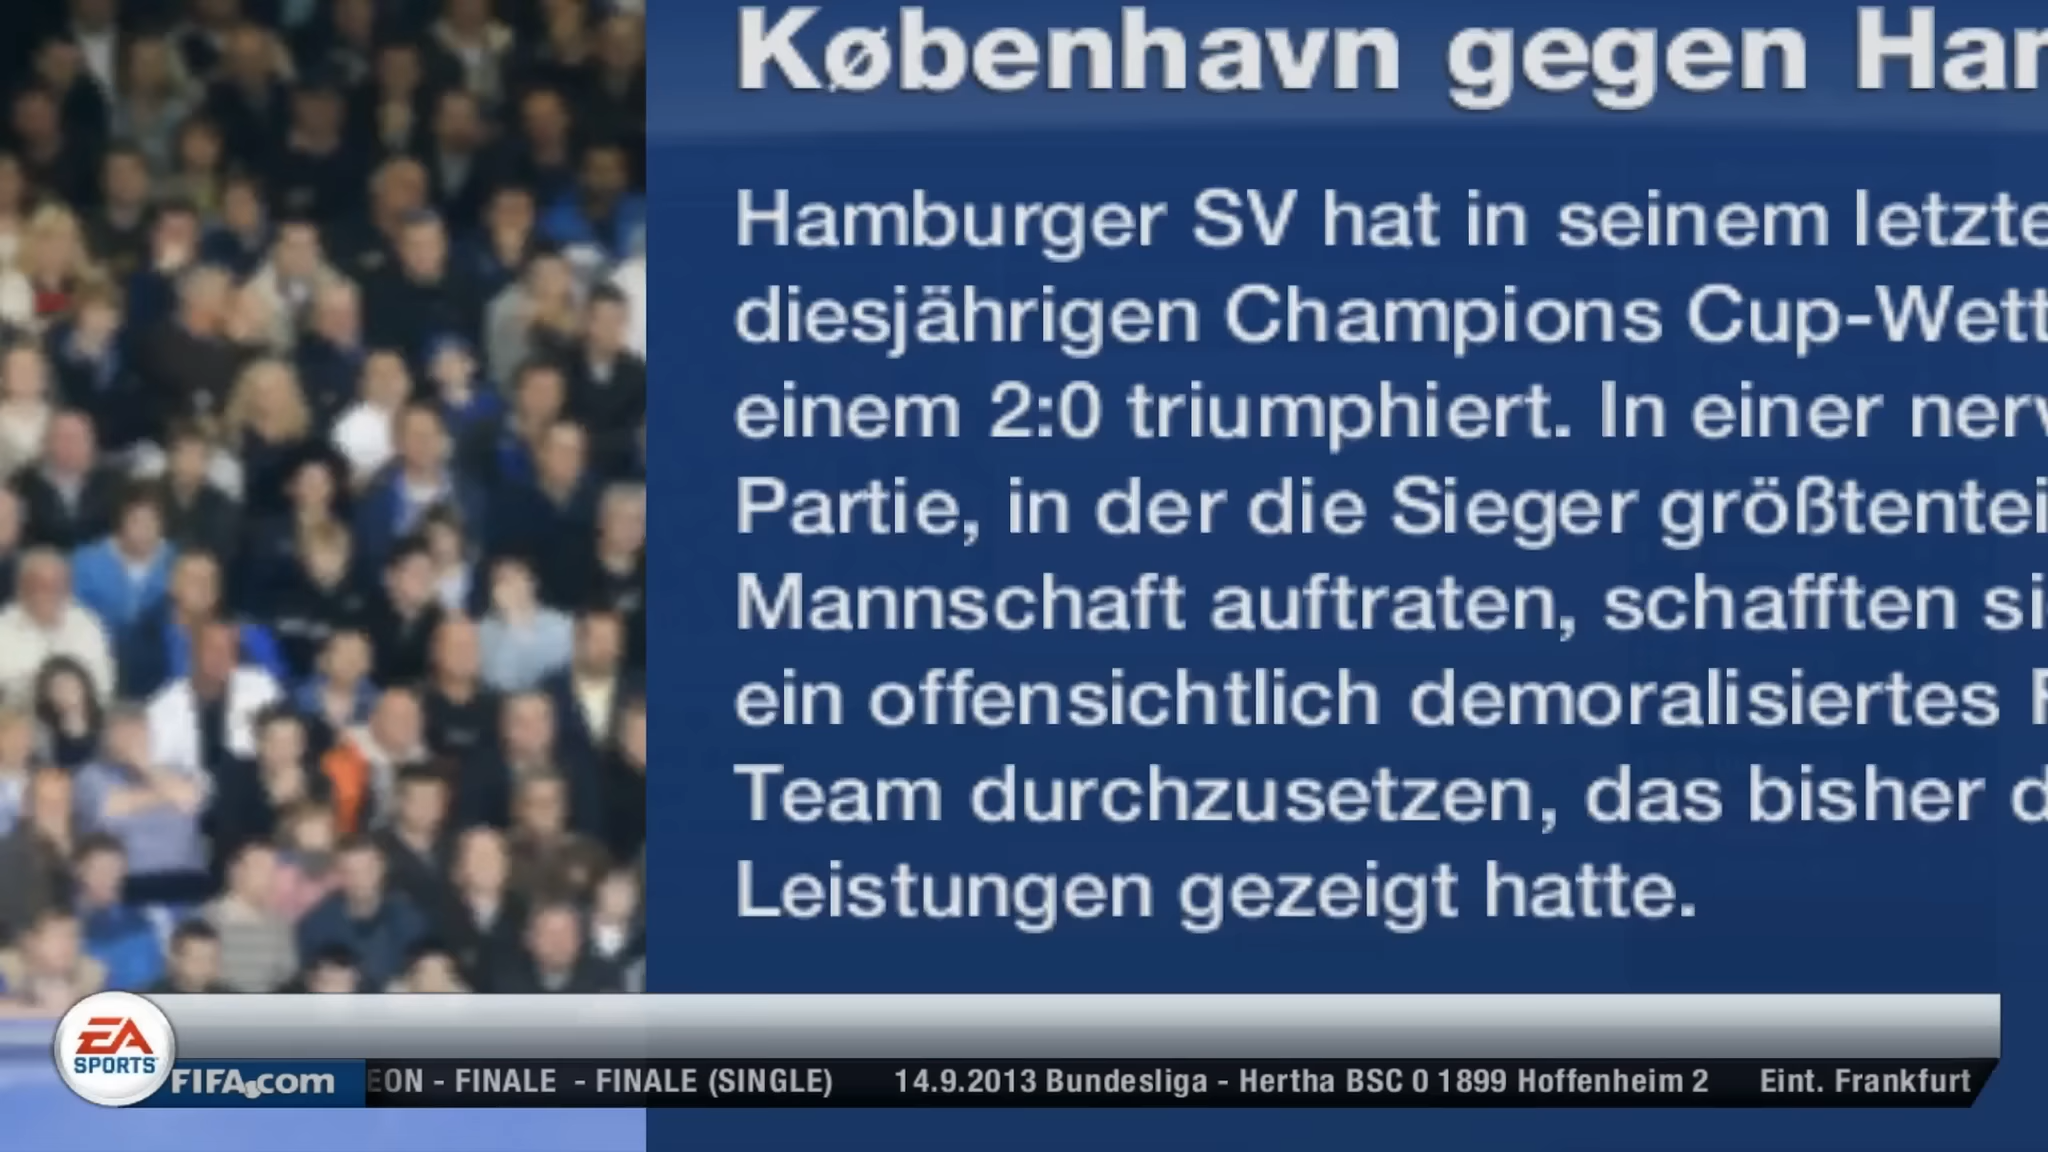 København gegen Har
Hamburger SV hat in seinem letzte
diesjährigen Champions Cup-Wett
einem 2:0 triumphiert. In einer nerv
Partie, in der die Sieger größtentei
Mannschaft auftraten, schafften si
ein offensichtlich demoralisiertes F
Team durchzusetzen, das bisher d
Leistungen gezeigt hatte.
EA
SPORTS
FIFA.com
EON - FINALE - FINALE (SINGLE) 14.9.2013 Bundesliga - Hertha BSC 0 1899 Hoffenheim 2 Eint. Frankfurt